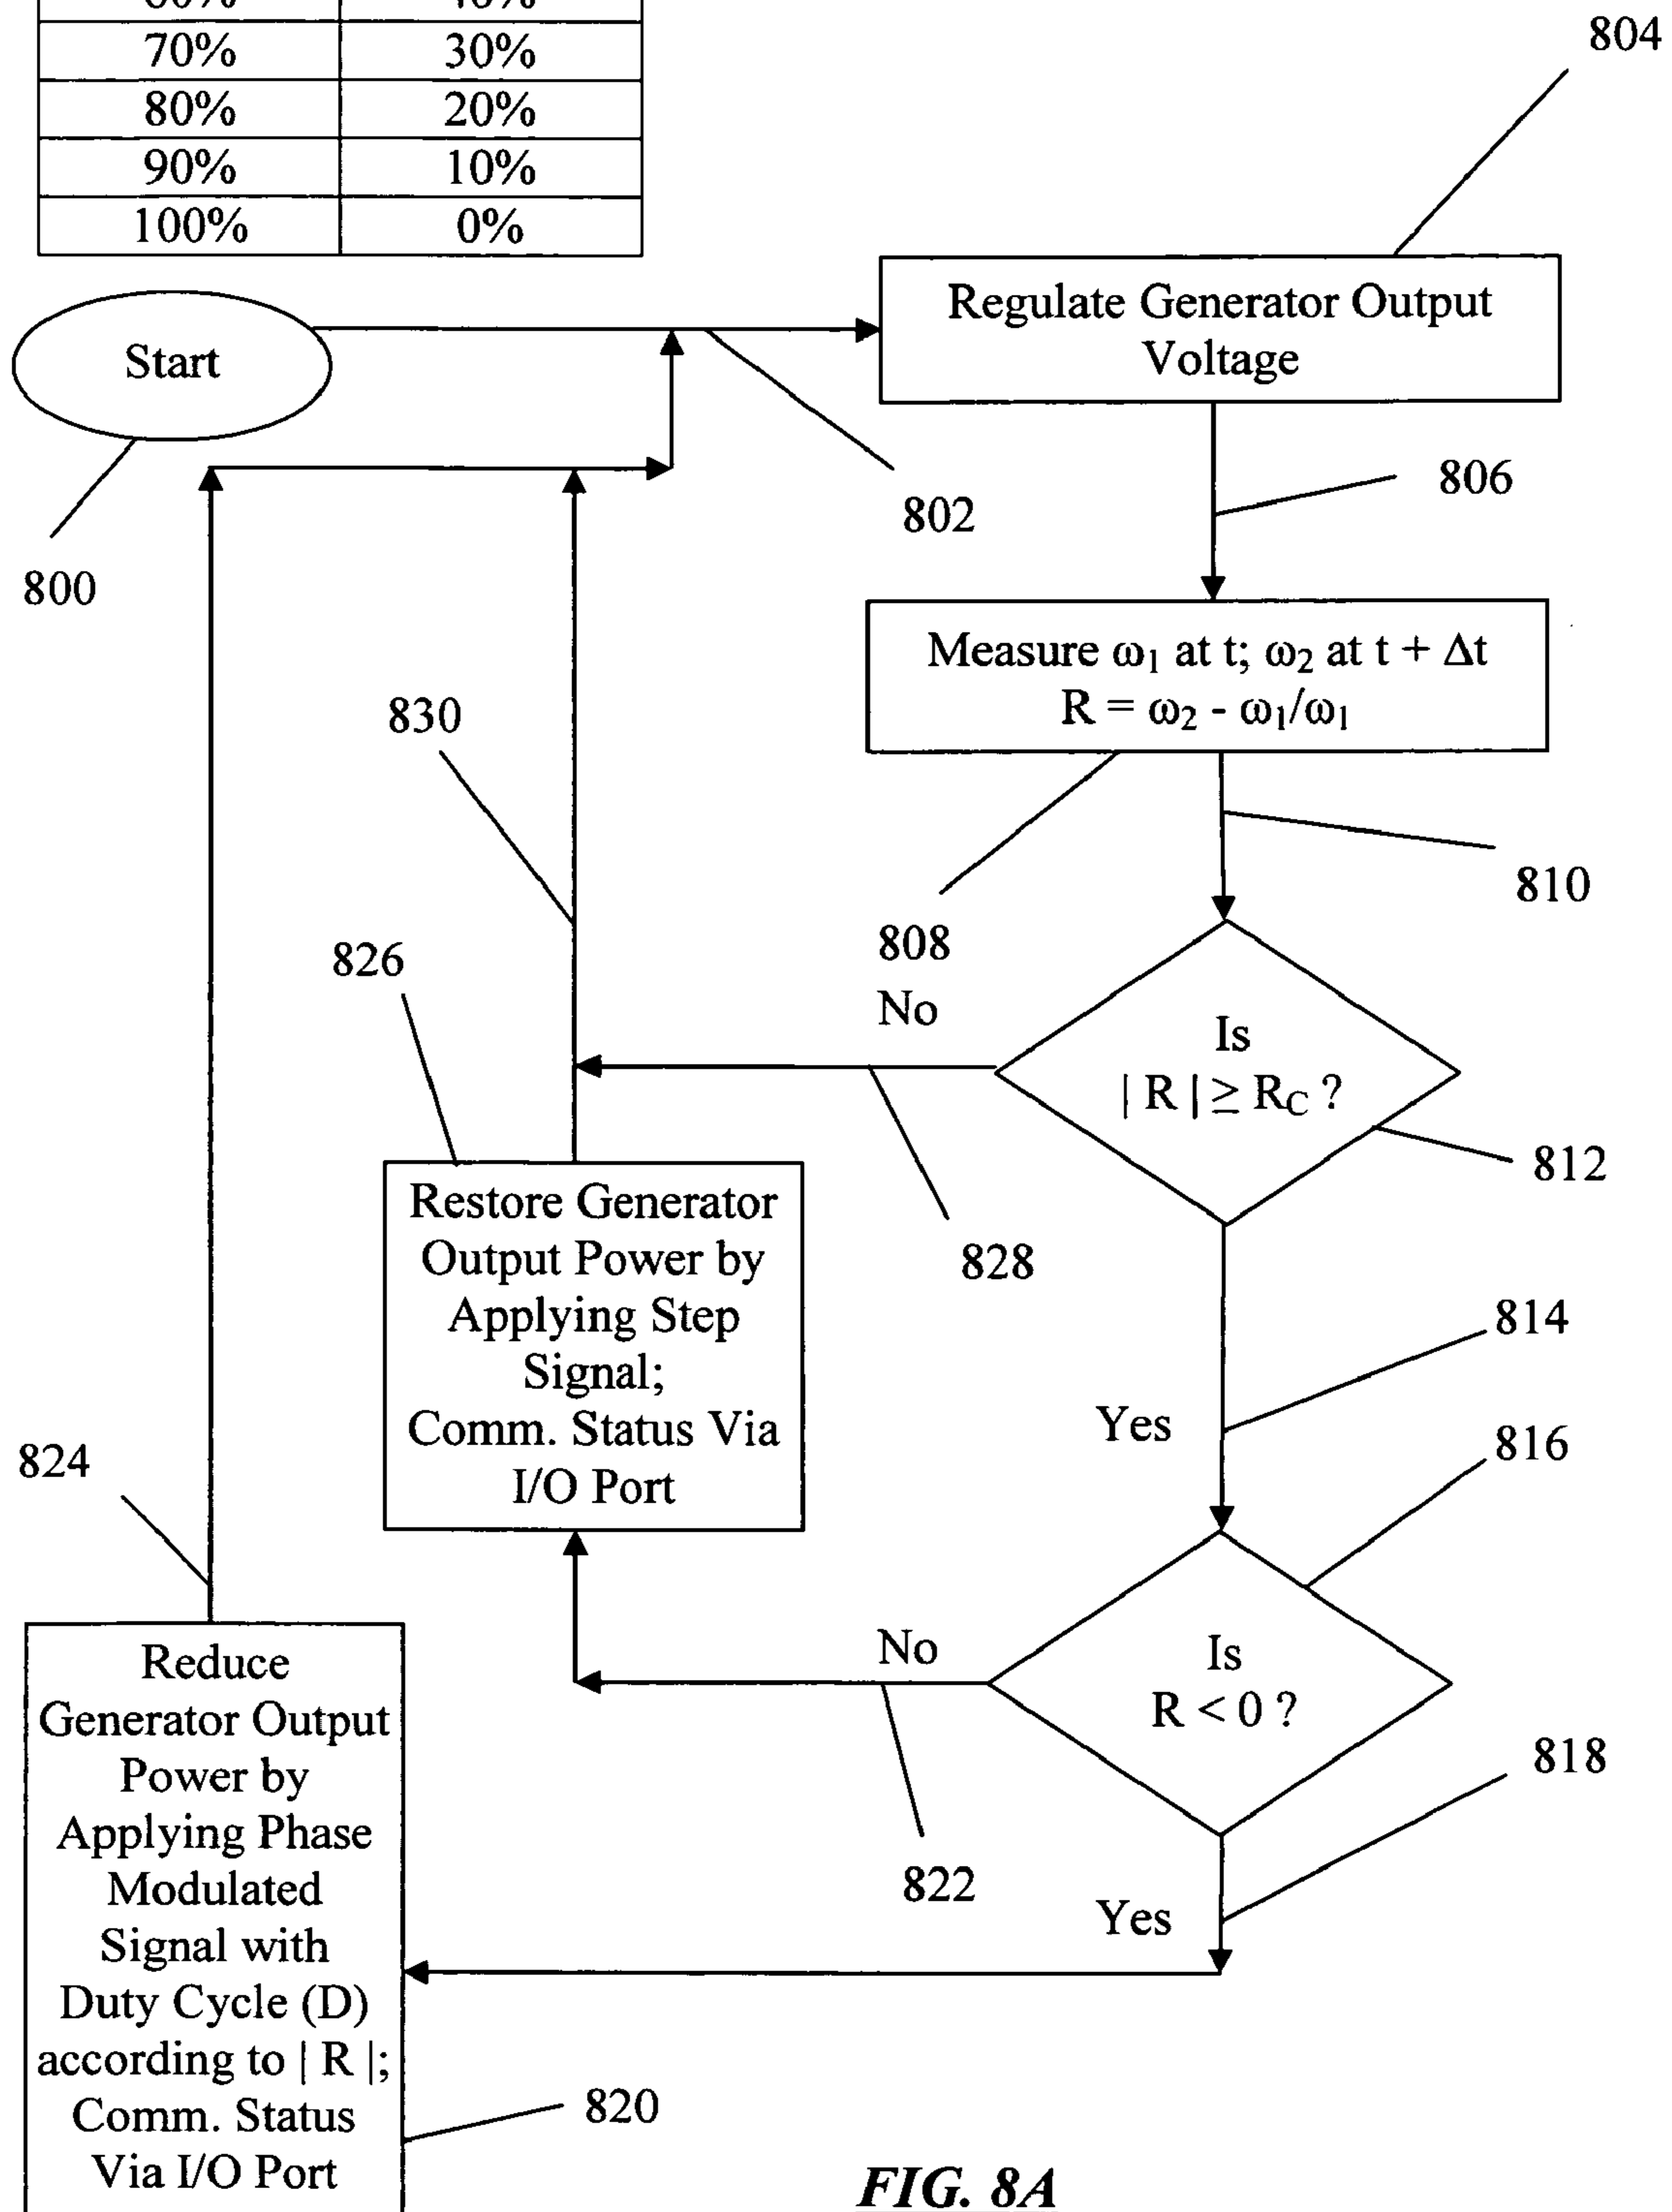 70% 30%
80% 20%
90% 10%
100% 0%
804
Start
Regulate Generator Output
Voltage
800
802
806
Measure ω1 at t; ω2 at t + Δt
R = ω2 - ω1/ω1
830
808
810
826
No
Is
| R | ≥ RC ?
812
Restore Generator
Output Power by
Applying Step
Signal;
Comm. Status Via
I/O Port
828
814
Yes
816
824
Reduce
Generator Output
Power by
Applying Phase
Modulated
Signal with
Duty Cycle (D)
according to | R |;
Comm. Status
Via I/O Port
No
Is
R < 0 ?
818
822
Yes
820
FIG. 8A